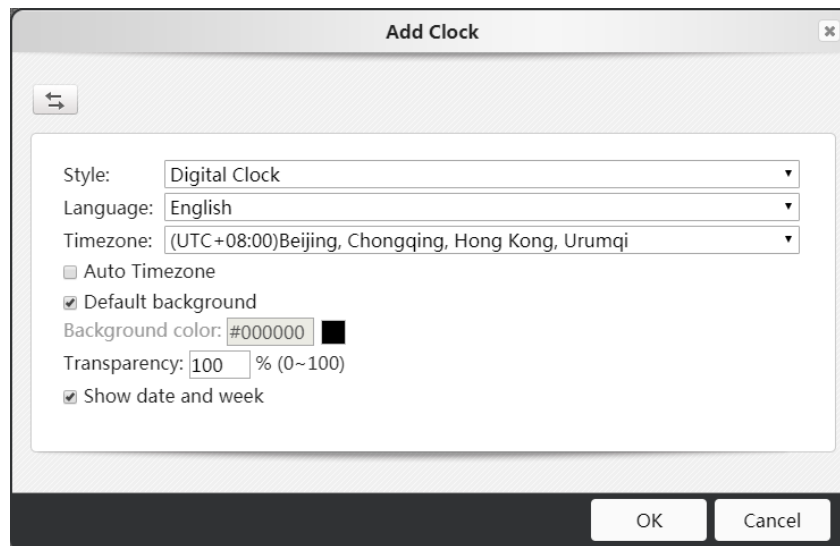 Add Clock
Style: Digital Clock
Language: English
Timezone: (UTC+08:00)Beijing, Chongqing, Hong Kong, Urumqi
Auto Timezone
Default background
Background color: #000000
Transparency: 100 % (0~100)
Show date and week
OK Cancel